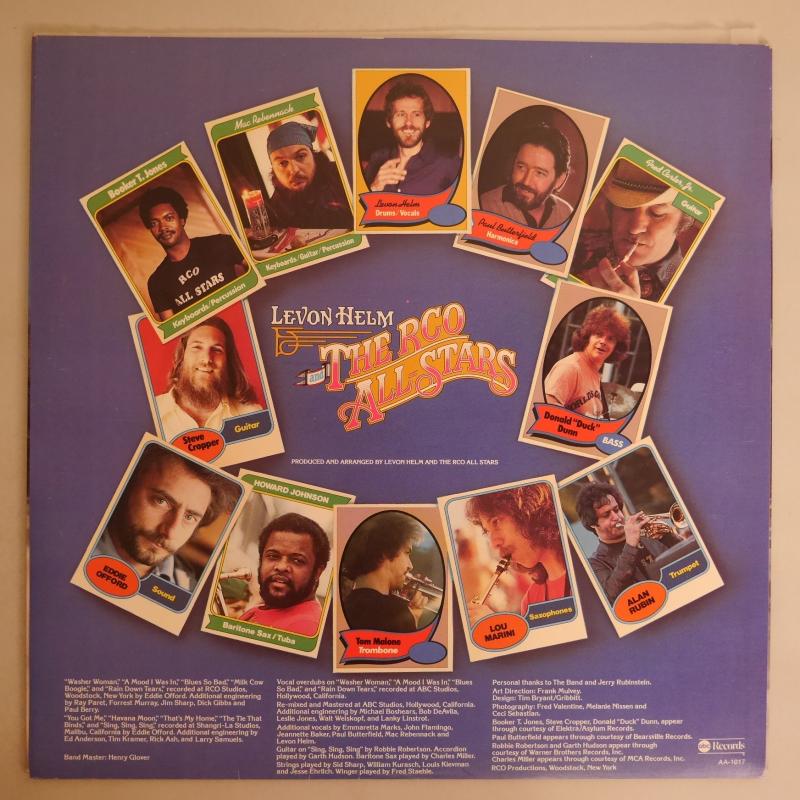 Booker T. Jones
RCO
ALL STARS
Keyboards/Percussion
Mac Rebennack
Keyboards/Guitar/Percussion
Levon Helm
Drums/Vocals
Paul Butterfield
Harmonica
Fred Carter, Jr.
Guitar
Steve
Cropper
Guitar
LEVON HELM
and THE RCO
ALL STARS
Donald "Duck"
Dunn
BASS
PRODUCED AND ARRANGED BY LEVON HELM AND THE RCO ALL STARS
EDDIE
OFFORD
Sound
HOWARD JOHNSON
Baritone Sax/Tuba
Tom Malone
Trombone
LOU
MARINI
Saxophones
ALAN
RUBIN
Trumpet
"Washer Woman," "A Mood I Was In," "Blues So Bad," "Milk Cow
Boogie," and "Rain Down Tears," recorded at RCO Studios,
Woodstock, New York by Eddie Offord. Additional engineering
by Ray Paret, Forrest Murray, Jim Sharp, Dick Gibbs and
Paul Berry.
"You Got Me," "Havana Moon," "That's My Home," "The Tie That
Binds," and "Sing, Sing, Sing," recorded at Shangri-La Studios,
Malibu, California by Eddie Offord. Additional engineering by
Ed Anderson, Tim Kramer, Rick Ash, and Larry Samuels.
Band Master: Henry Glover
Vocal overdubs on "Washer Woman," "A Mood I Was In," "Blues
So Bad," and "Rain Down Tears," recorded at ABC Studios,
Hollywood, California.
Re-mixed and Mastered at ABC Studios, Hollywood, California.
Additional engineering by Michael Boshears, Bob DeAvila,
Leslie Jones, Walt Weiskopf, and Lanky Linstrot.
Additional vocals by Emmaretta Marks, John Flamingo,
Jeannette Baker, Paul Butterfield, Mac Rebennack and
Levon Helm.
Guitar on "Sing, Sing, Sing" by Robbie Robertson. Accordion
played by Garth Hudson. Baritone Sax played by Charles Miller.
Strings played by Sid Sharp, William Kurasch, Louis Kievman
and Jesse Ehrlich. Winger played by Fred Staehle.
Personal thanks to The Band and Jerry Rubinstein.
Art Direction: Frank Mulvey.
Design: Tim Bryant/Gribbitt.
Photography: Fred Valentine, Melanie Nissen and
Ceci Sebastian.
Booker T. Jones, Steve Cropper, Donald "Duck" Dunn, appear
through courtesy of Elektra/Asylum Records.
Paul Butterfield appears through courtesy of Bearsville Records.
Robbie Robertson and Garth Hudson appear through
courtesy of Warner Brothers Records, Inc.
Charles Miller appears through courtesy of MCA Records, Inc.
RCO Productions, Woodstock, New York
abc Records
AA-1017